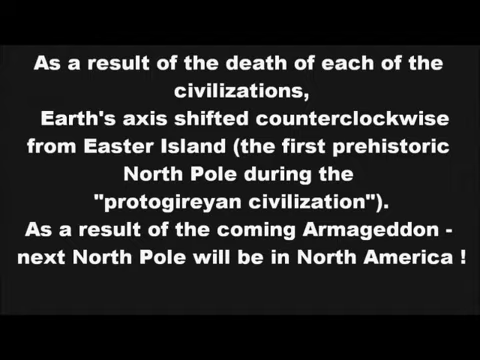 As a result of the death of each of the
civilizations,
Earth's axis shifted counterclockwise
from Easter Island (the first prehistoric
North Pole during the
"protogireyan civilization").
As a result of the coming Armageddon -
next North Pole will be in North America !